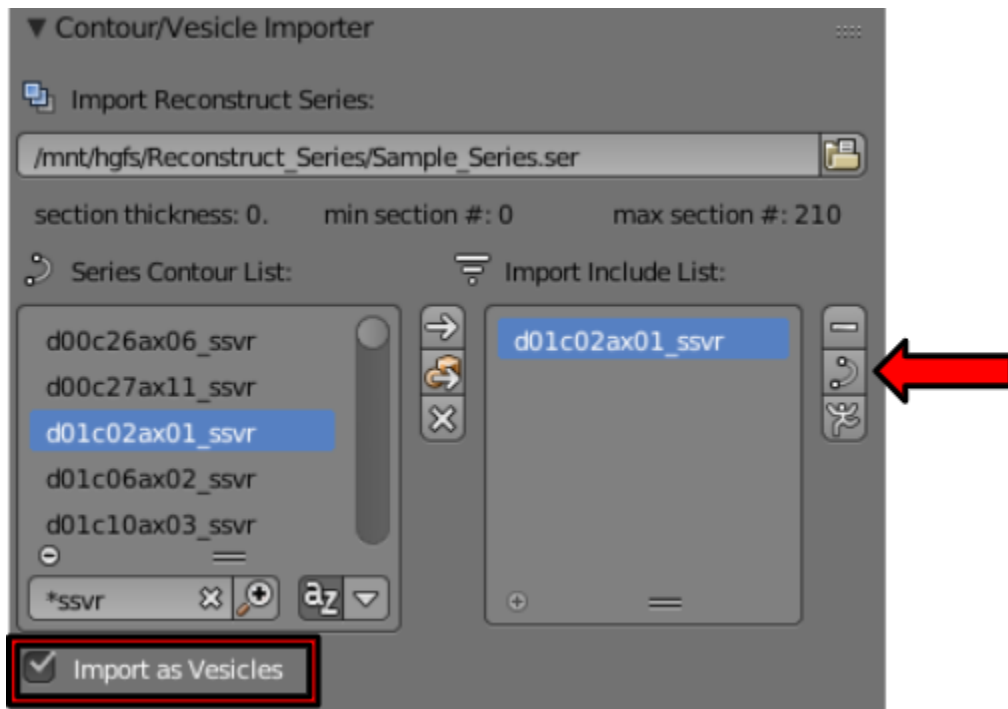 Contour/Vesicle Importer
Import Reconstruct Series:
/mnt/hgfs/Reconstruct_Series/Sample_Series.ser
section thickness: 0. min section #: 0 max section #: 210
Series Contour List: Import Include List:
d00c26ax06_ssvr d01c02ax01_ssvr
d00c27ax11_ssvr
d01c02ax01_ssvr
d01c06ax02_ssvr
d01c10ax03_ssvr
*ssvr az
Import as Vesicles